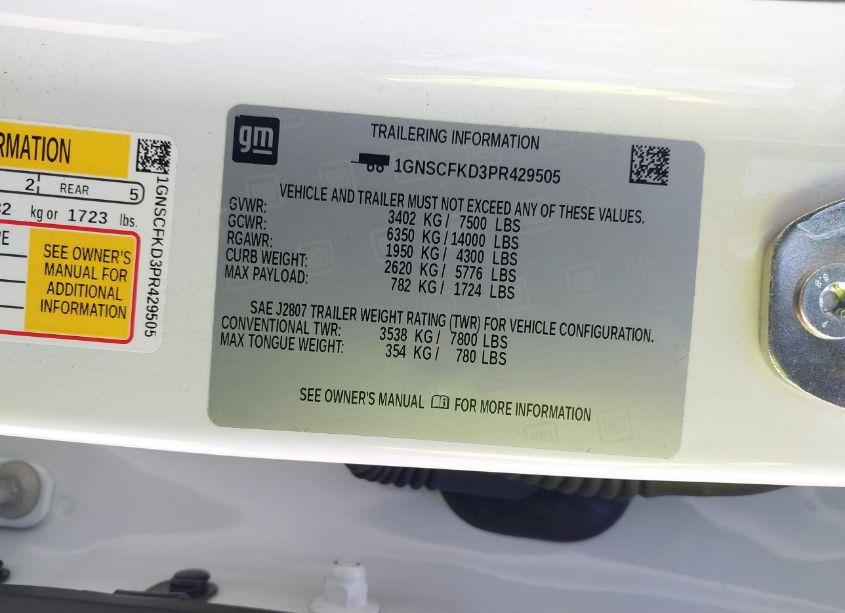 RMATION
2 REAR 5
kg or 1723 lbs.
SEE OWNER'S
MANUAL FOR
ADDITIONAL
INFORMATION
1GNSCFKD3PR429505
gm
TRAILERING INFORMATION
1GNSCFKD3PR429505
VEHICLE AND TRAILER MUST NOT EXCEED ANY OF THESE VALUES.
GVWR: 3402 KG / 7500 LBS
GCWR: 6350 KG / 14000 LBS
RGAWR: 1950 KG / 4300 LBS
CURB WEIGHT: 2620 KG / 5776 LBS
MAX PAYLOAD: 782 KG / 1724 LBS
SAE J2807 TRAILER WEIGHT RATING (TWR) FOR VEHICLE CONFIGURATION.
CONVENTIONAL TWR: 3538 KG / 7800 LBS
MAX TONGUE WEIGHT: 354 KG / 780 LBS
SEE OWNER'S MANUAL FOR MORE INFORMATION